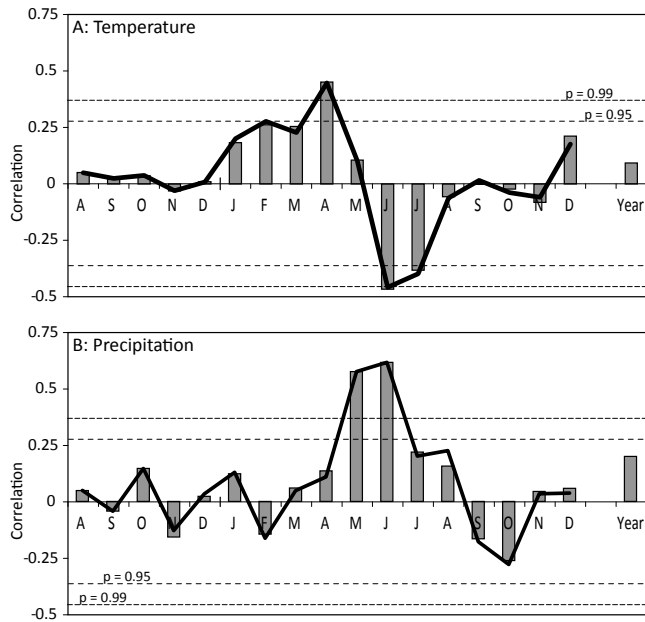 A: Temperature
0.75
0.5
0.25
0
-0.25
-0.5
Correlation
p = 0.99
p = 0.95
A S O N D J F M A M J J A S O N D Year
B: Precipitation
0.75
0.5
0.25
0
-0.25
-0.5
Correlation
A S O N D J F M A M J J A S O N D Year
p = 0.95
p = 0.99